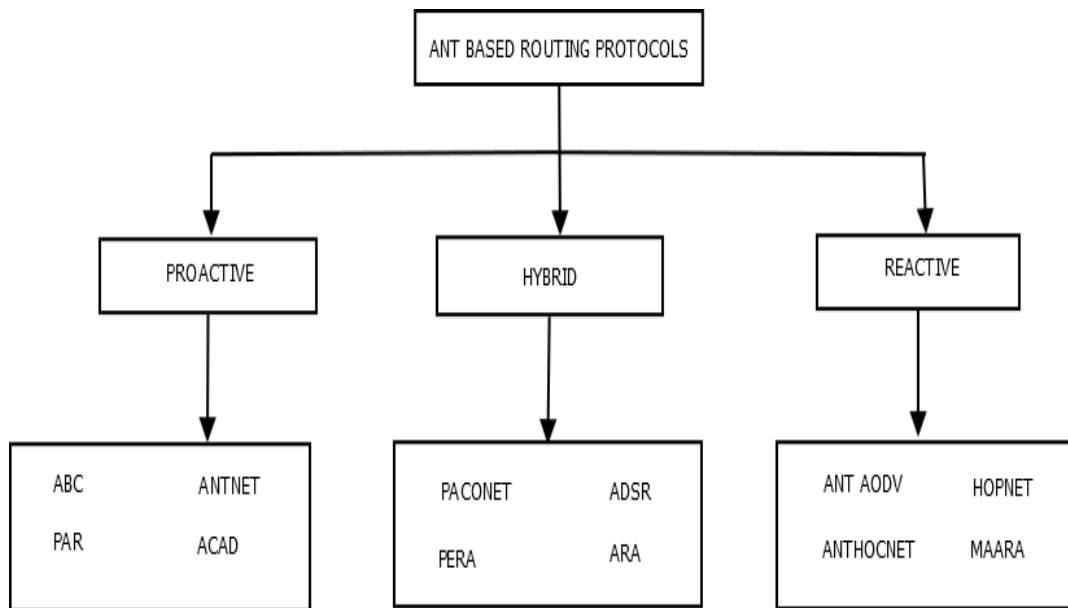 ANT BASED ROUTING PROTOCOLS
PROACTIVE
HYBRID
REACTIVE
ABC ANTNET
PAR ACAD
PACONET ADSR
PERA ARA
ANT AODV HOPNET
ANTHOCNET MAARA